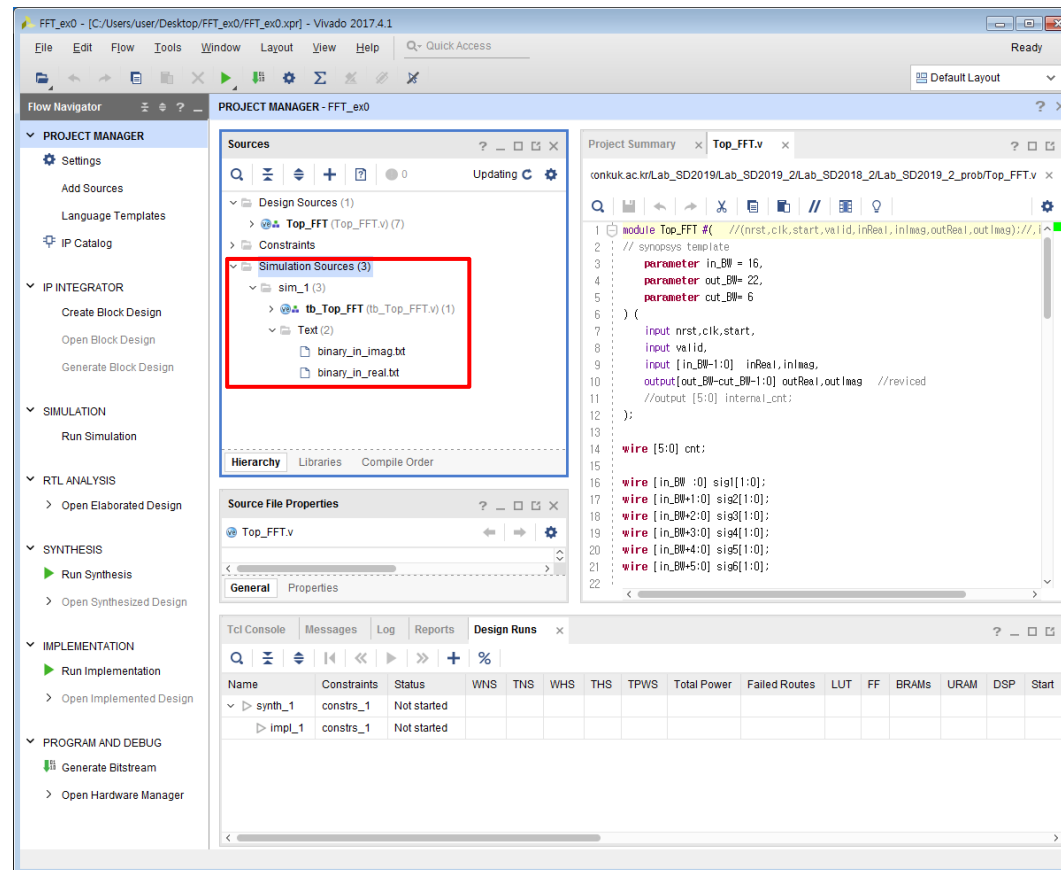 FFT_ex0 - [C:/Users/user/Desktop/FFT_ex0/FFT_ex0.xpr] - Vivado 2017.4.1
File Edit Flow Tools Window Layout View Help Q- Quick Access Ready
Default Layout
Flow Navigator
PROJECT MANAGER
Settings
Add Sources
Language Templates
IP Catalog
IP INTEGRATOR
Create Block Design
Open Block Design
Generate Block Design
SIMULATION
Run Simulation
RTL ANALYSIS
Open Elaborated Design
SYNTHESIS
Run Synthesis
Open Synthesized Design
IMPLEMENTATION
Run Implementation
Open Implemented Design
PROGRAM AND DEBUG
Generate Bitstream
Open Hardware Manager
PROJECT MANAGER - FFT_ex0
Sources
0 Updating
Design Sources (1)
Top_FFT (Top_FFT.v) (7)
Constraints
Simulation Sources (3)
sim_1 (3)
tb_Top_FFT (tb_Top_FFT.v) (1)
Text (2)
binary_in_imag.txt
binary_in_real.txt
Hierarchy Libraries Compile Order
Source File Properties
Top_FFT.v
General Properties
Project Summary Top_FFT.v
konkuk.ac.kr/Lab_SD2019/Lab_SD2019_2/Lab_SD2018_2/Lab_SD2019_2_prob/Top_FFT.v
1 module Top_FFT #( //(nrst,clk,start,valid,inReal,inImag,outReal,outImag);//,i
2 // synopsys template
3 parameter in_BW = 16,
4 parameter out_BW= 22,
5 parameter cut_BW= 6
6 ) (
7 input nrst,clk,start,
8 input valid,
9 input [in_BW-1:0] inReal,inImag,
10 output[out_BW-cut_BW-1:0] outReal,outImag //reviced
11 //output [5:0] internal_cnt;
12 );
13
14 wire [5:0] cnt;
15
16 wire [in_BW :0] sig1[1:0];
17 wire [in_BW+1:0] sig2[1:0];
18 wire [in_BW+2:0] sig3[1:0];
19 wire [in_BW+3:0] sig4[1:0];
20 wire [in_BW+4:0] sig5[1:0];
21 wire [in_BW+5:0] sig6[1:0];
22
Tcl Console Messages Log Reports Design Runs
Name Constraints Status WNS TNS WHS THS TPWS Total Power Failed Routes LUT FF BRAMs URAM DSP Start
synth_1 constrs_1 Not started
impl_1 constrs_1 Not started